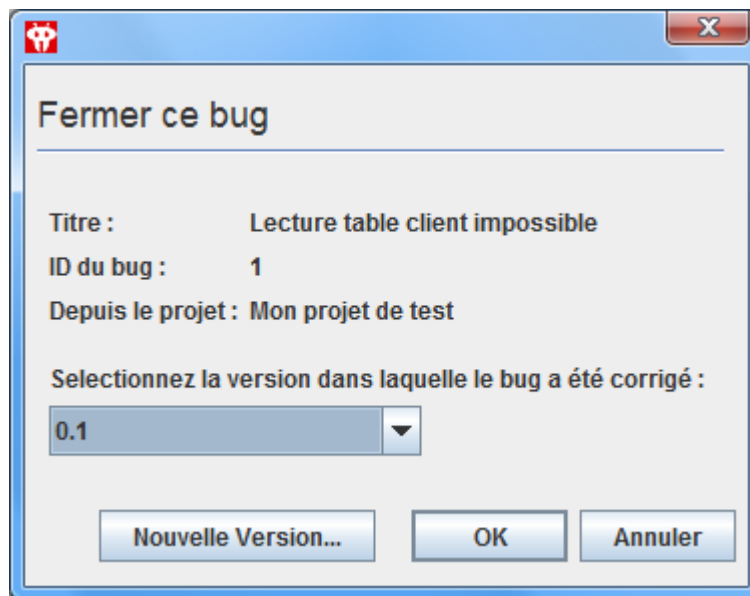 Fermer ce bug
Titre : Lecture table client impossible
ID du bug : 1
Depuis le projet : Mon projet de test
Selectionnez la version dans laquelle le bug a été corrigé :
0.1
Nouvelle Version... OK Annuler